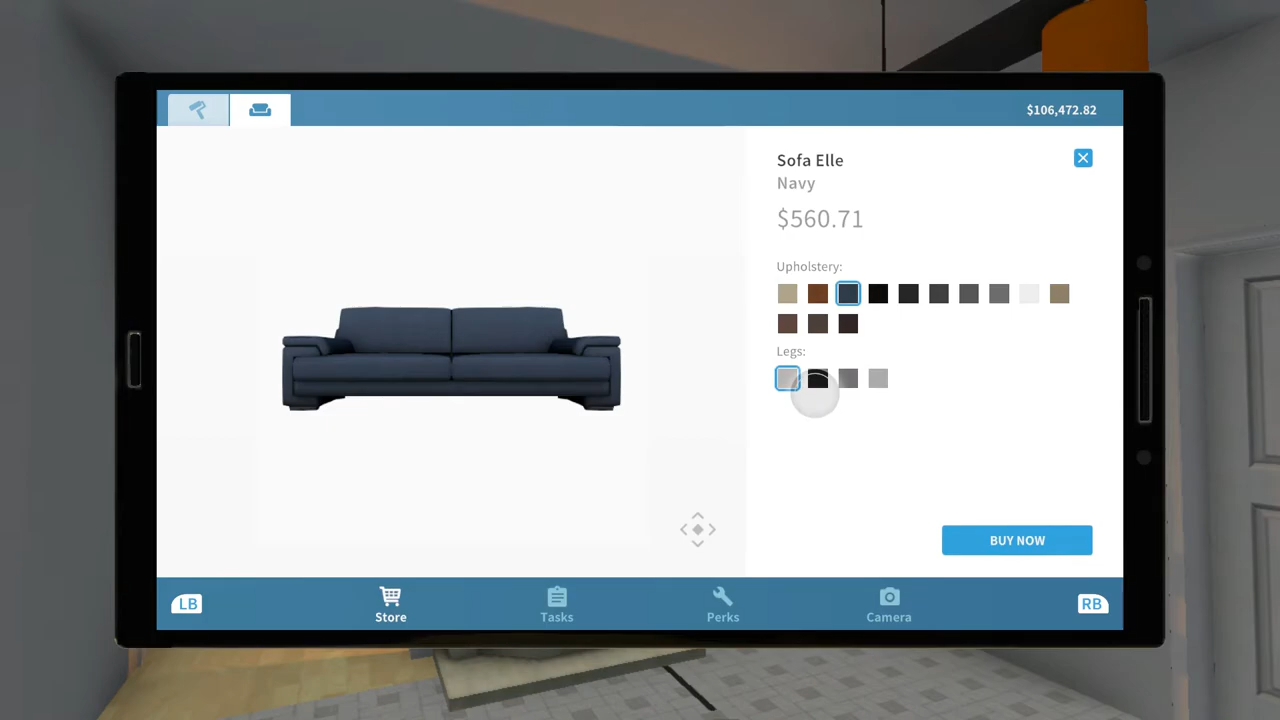 $106,472.82
Sofa Elle
Navy
$560.71
Upholstery:
Legs:
BUY NOW
LB
Store
Tasks
Perks
Camera
RB